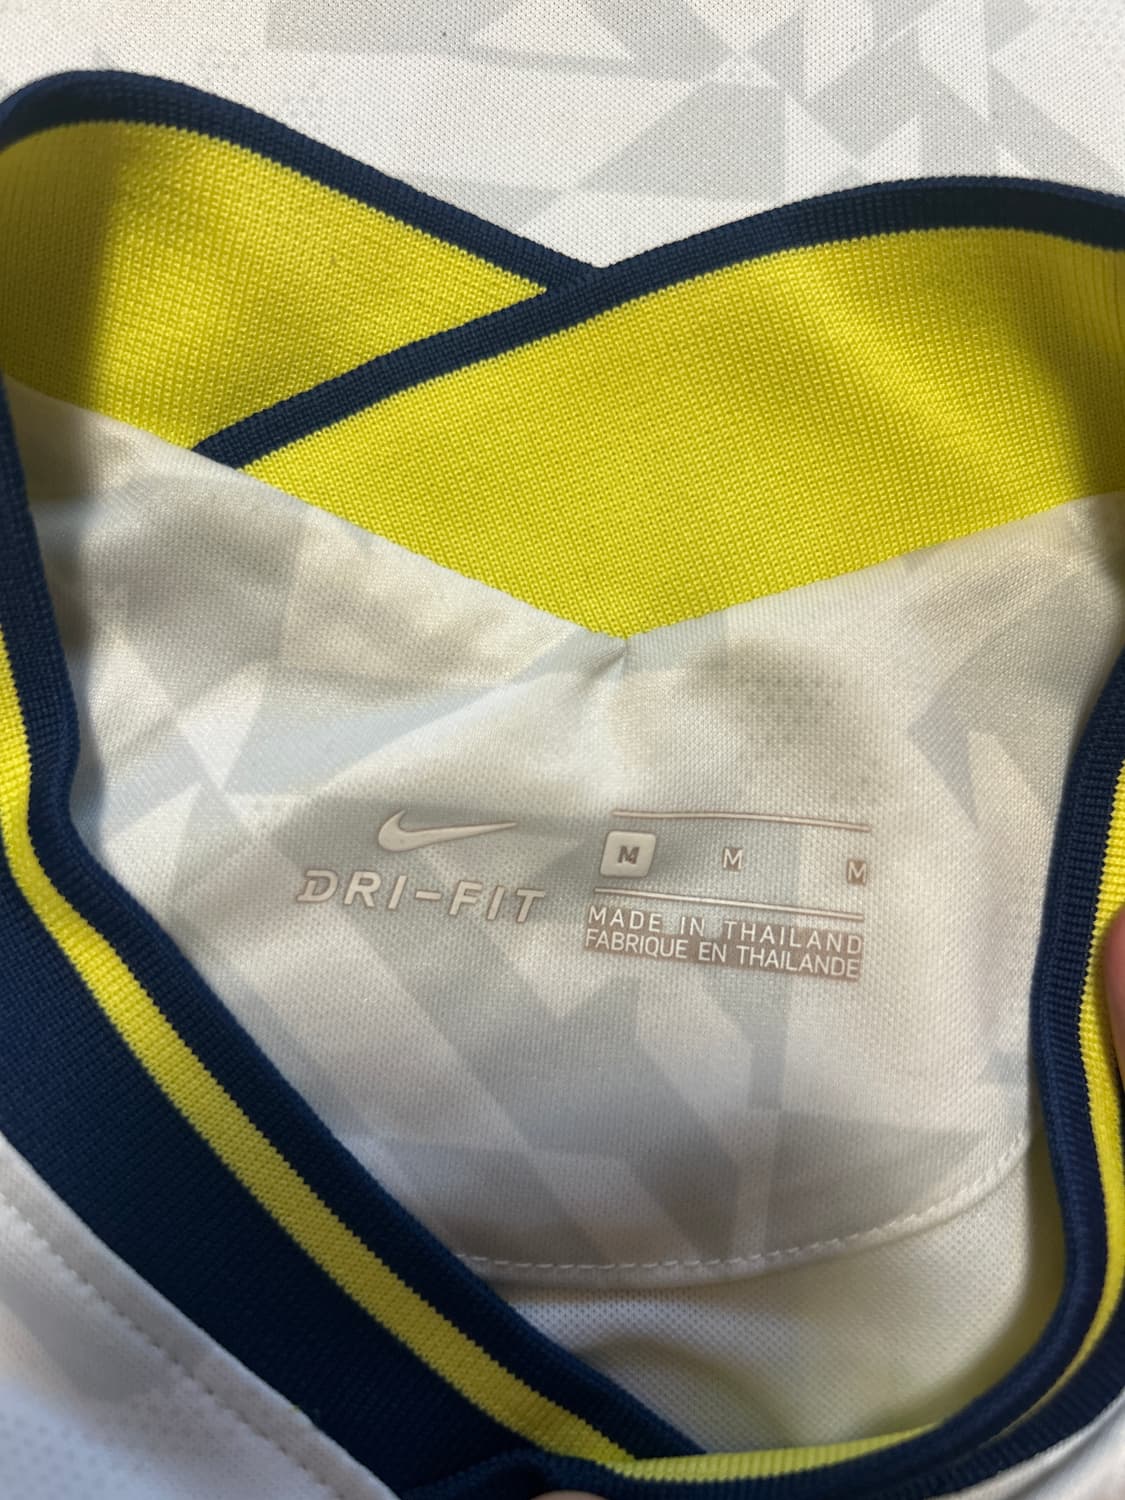 DRI-FIT
M M M
MADE IN THAILAND
FABRIQUE EN THAILANDE